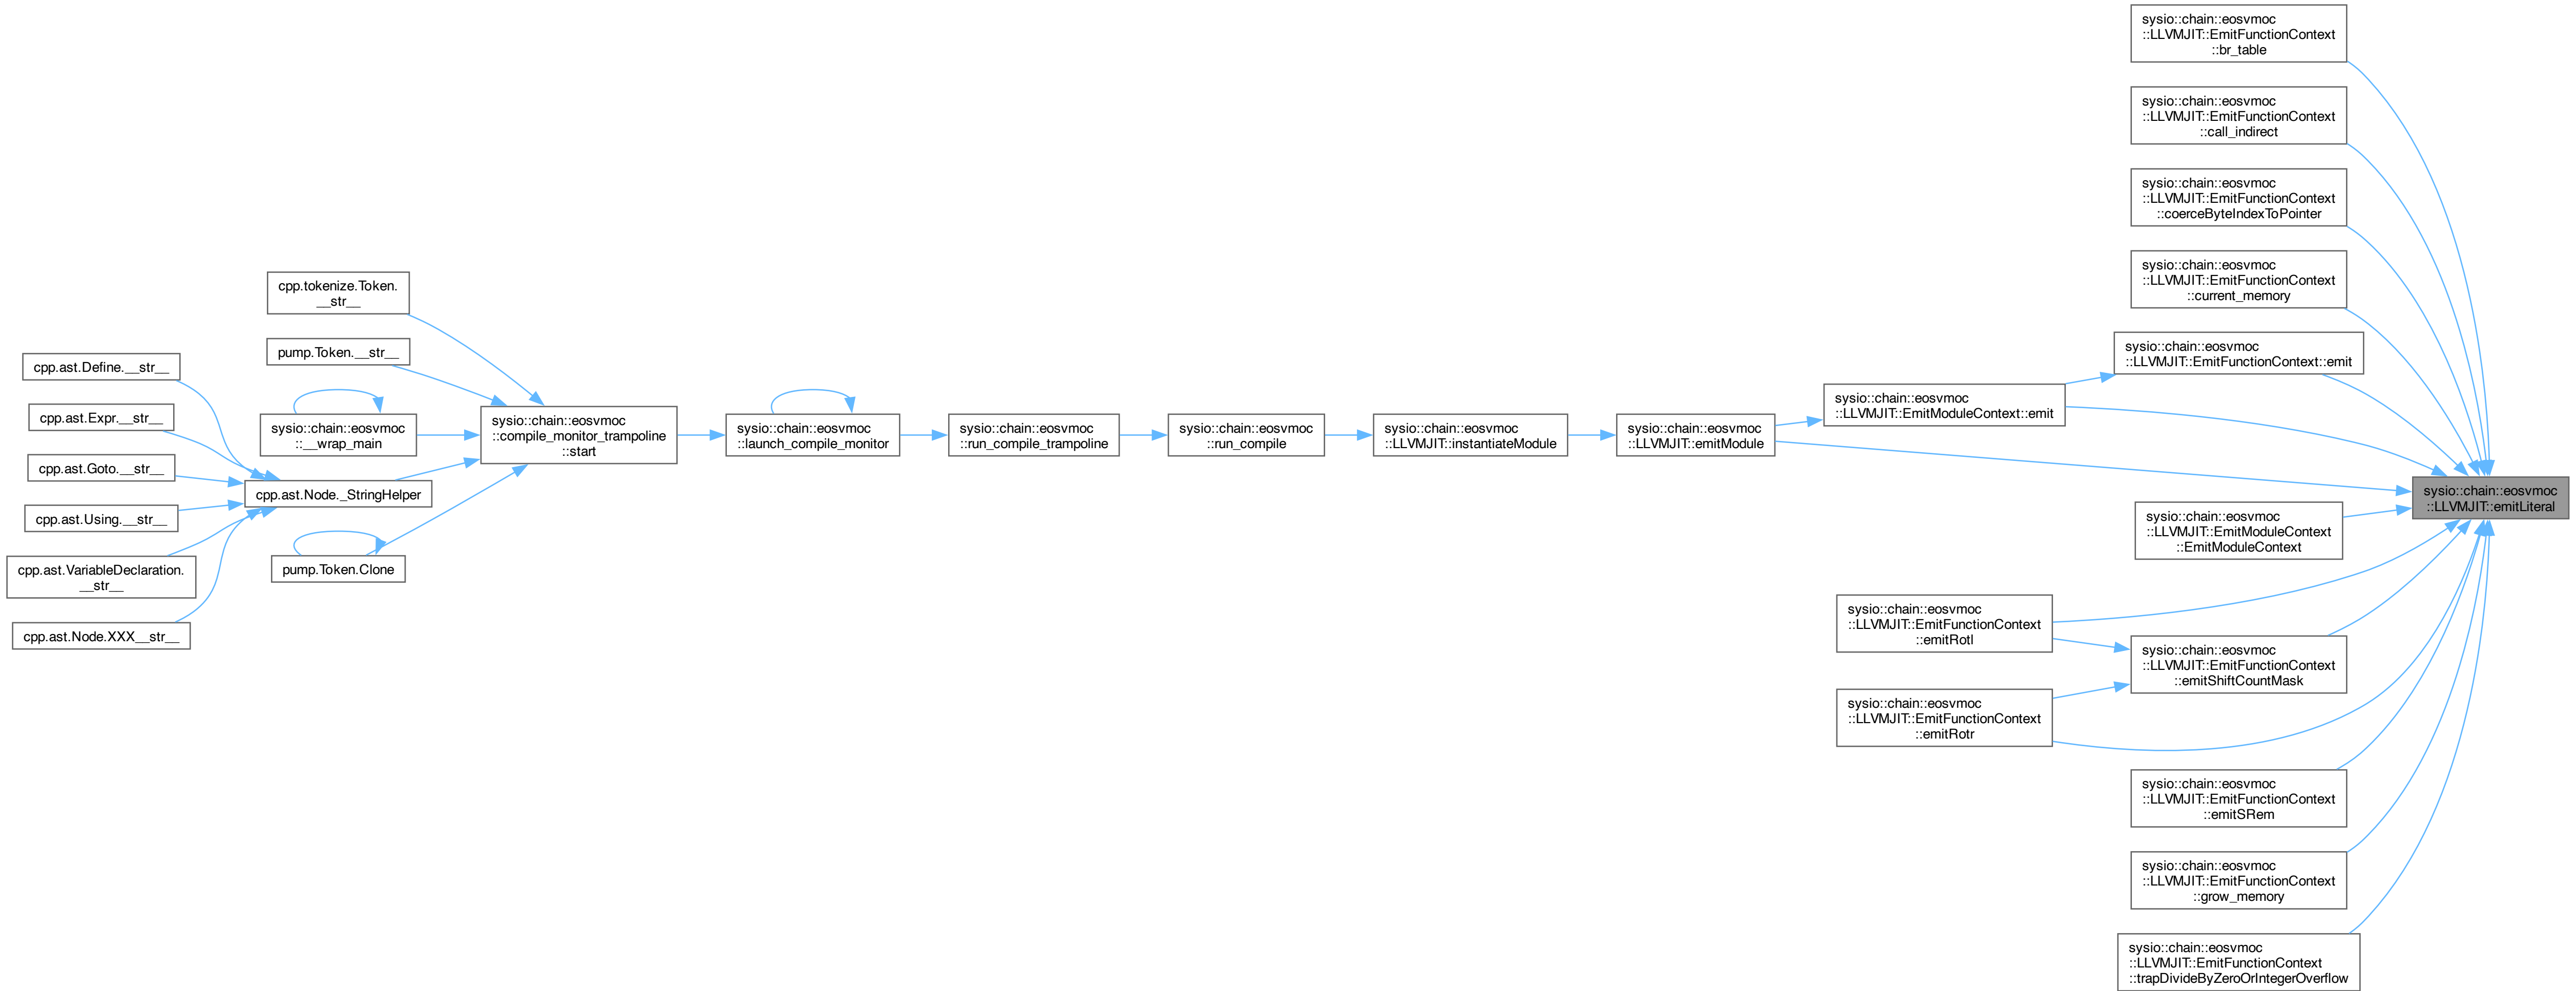 cpp.ast.Define.__str__
cpp.ast.Expr.__str__
cpp.ast.Goto.__str__
cpp.ast.Using.__str__
cpp.ast.VariableDeclaration.
__str__
cpp.ast.Node.XXX__str__
cpp.tokenize.Token.
__str__
pump.Token.__str__
sysio::chain::eosvmoc
::__wrap_main
cpp.ast.Node._StringHelper
pump.Token.Clone
sysio::chain::eosvmoc
::compile_monitor_trampoline
::start
sysio::chain::eosvmoc
::launch_compile_monitor
sysio::chain::eosvmoc
::run_compile_trampoline
sysio::chain::eosvmoc
::run_compile
sysio::chain::eosvmoc
::LLVMJIT::instantiateModule
sysio::chain::eosvmoc
::LLVMJIT::emitModule
sysio::chain::eosvmoc
::LLVMJIT::EmitModuleContext::emit
sysio::chain::eosvmoc
::LLVMJIT::EmitFunctionContext
::emitRotl
sysio::chain::eosvmoc
::LLVMJIT::EmitFunctionContext
::emitRotr
sysio::chain::eosvmoc
::LLVMJIT::EmitFunctionContext
::br_table
sysio::chain::eosvmoc
::LLVMJIT::EmitFunctionContext
::call_indirect
sysio::chain::eosvmoc
::LLVMJIT::EmitFunctionContext
::coerceByteIndexToPointer
sysio::chain::eosvmoc
::LLVMJIT::EmitFunctionContext
::current_memory
sysio::chain::eosvmoc
::LLVMJIT::EmitFunctionContext::emit
sysio::chain::eosvmoc
::LLVMJIT::EmitModuleContext
::EmitModuleContext
sysio::chain::eosvmoc
::LLVMJIT::EmitFunctionContext
::emitShiftCountMask
sysio::chain::eosvmoc
::LLVMJIT::EmitFunctionContext
::emitSRem
sysio::chain::eosvmoc
::LLVMJIT::EmitFunctionContext
::grow_memory
sysio::chain::eosvmoc
::LLVMJIT::EmitFunctionContext
::trapDivideByZeroOrIntegerOverflow
sysio::chain::eosvmoc
::LLVMJIT::emitLiteral